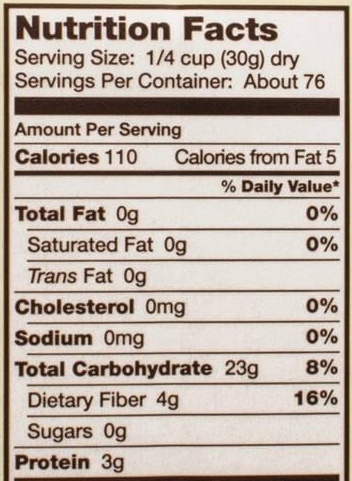 Nutrition Facts
Serving Size: 1/4 cup (30g) dry
Servings Per Container: About 76
Amount Per Serving
Calories 110 Calories from Fat 5
% Daily Value*
Total Fat 0g 0%
Saturated Fat 0g 0%
Trans Fat 0g
Cholesterol 0mg 0%
Sodium 0mg 0%
Total Carbohydrate 23g 8%
Dietary Fiber 4g 16%
Sugars 0g
Protein 3g